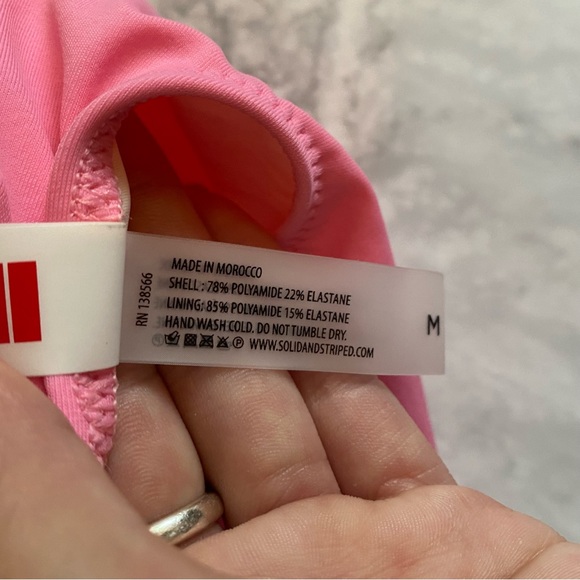 RN 138566
MADE IN MOROCCO
SHELL : 78% POLYAMIDE 22% ELASTANE
LINING: 85% POLYAMIDE 15% ELASTANE
HAND WASH COLD. DO NOT TUMBLE DRY.
WWW.SOLIDANDSTRIPED.COM
M